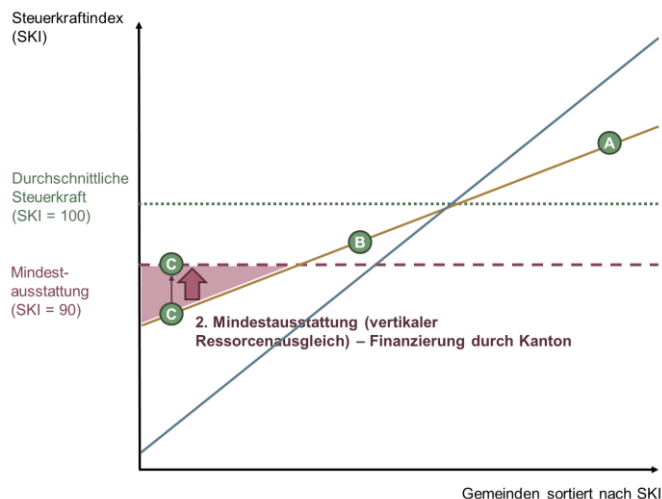 Steuerkraftindex
(SKI)
A
Durchschnittliche
Steuerkraft
(SKI = 100)
B
C
Mindest-
ausstattung
(SKI = 90)
C
2. Mindestausstattung (vertikaler
Ressorcenausgleich) – Finanzierung durch Kanton
Gemeinden sortiert nach SKI